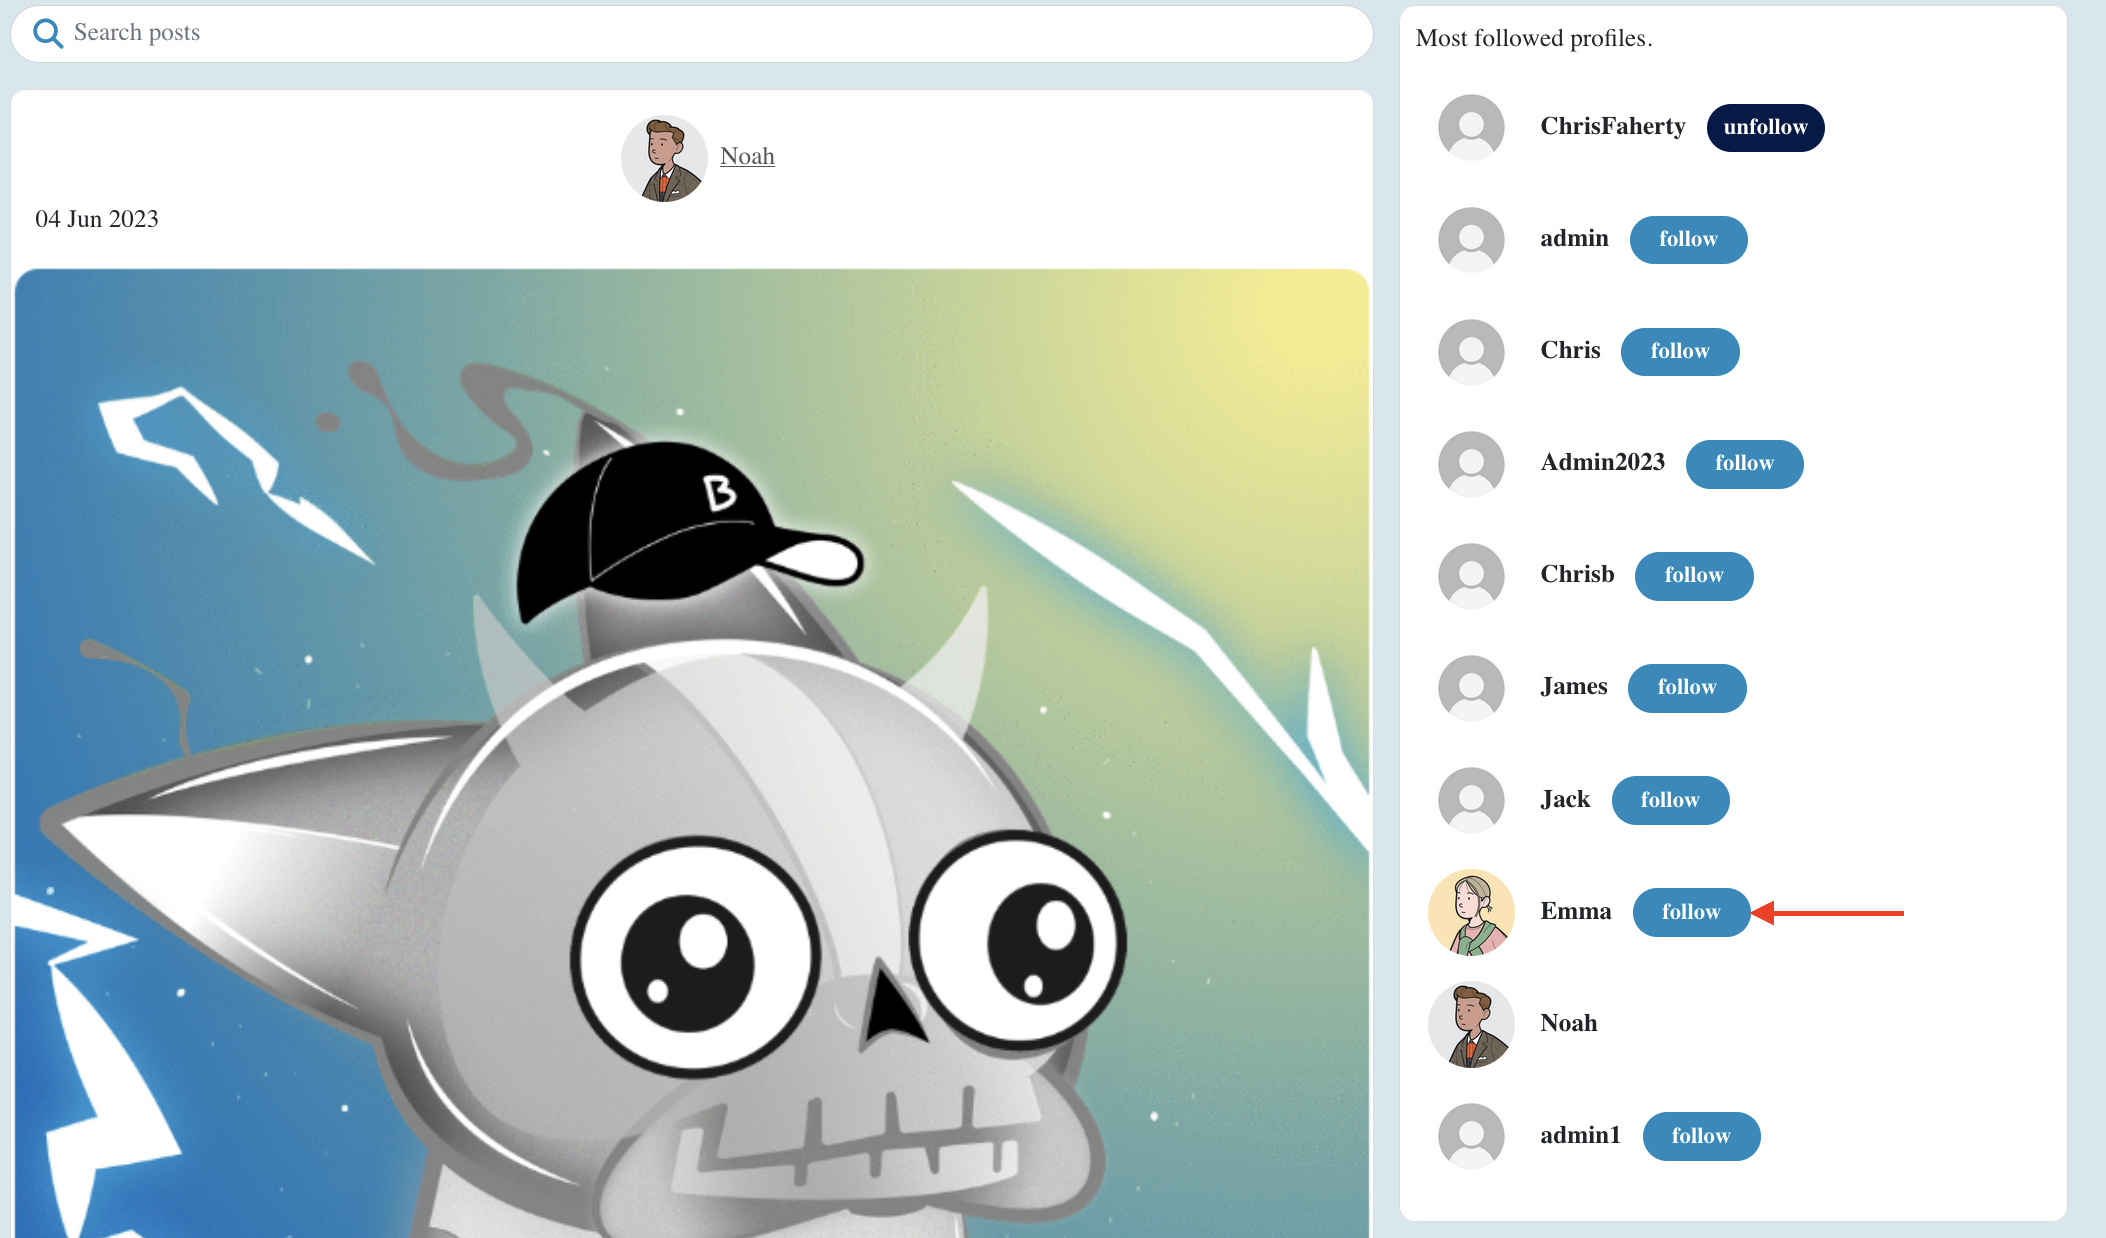 Search posts
Noah
04 Jun 2023
B
Most followed profiles.
ChrisFaherty unfollow
admin follow
Chris follow
Admin2023 follow
Chrisb follow
James follow
Jack follow
Emma follow
Noah
admin1 follow